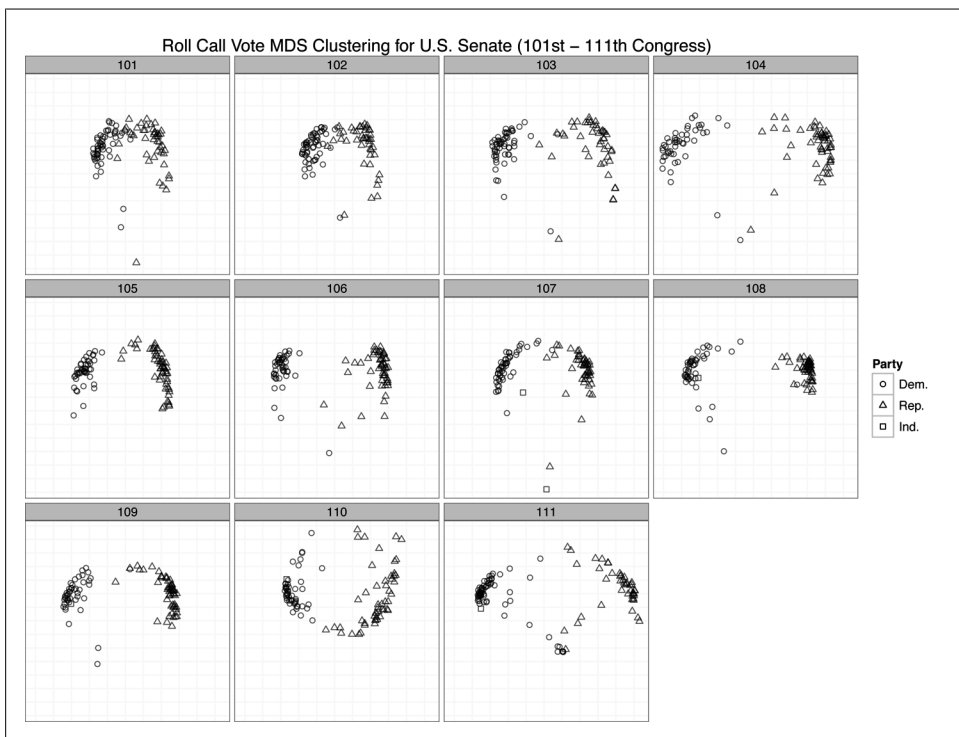 Roll Call Vote MDS Clustering for U.S. Senate (101st – 111th Congress)
101 102 103 104
105 106 107 108
Party
Dem.
Rep.
Ind.
109 110 111